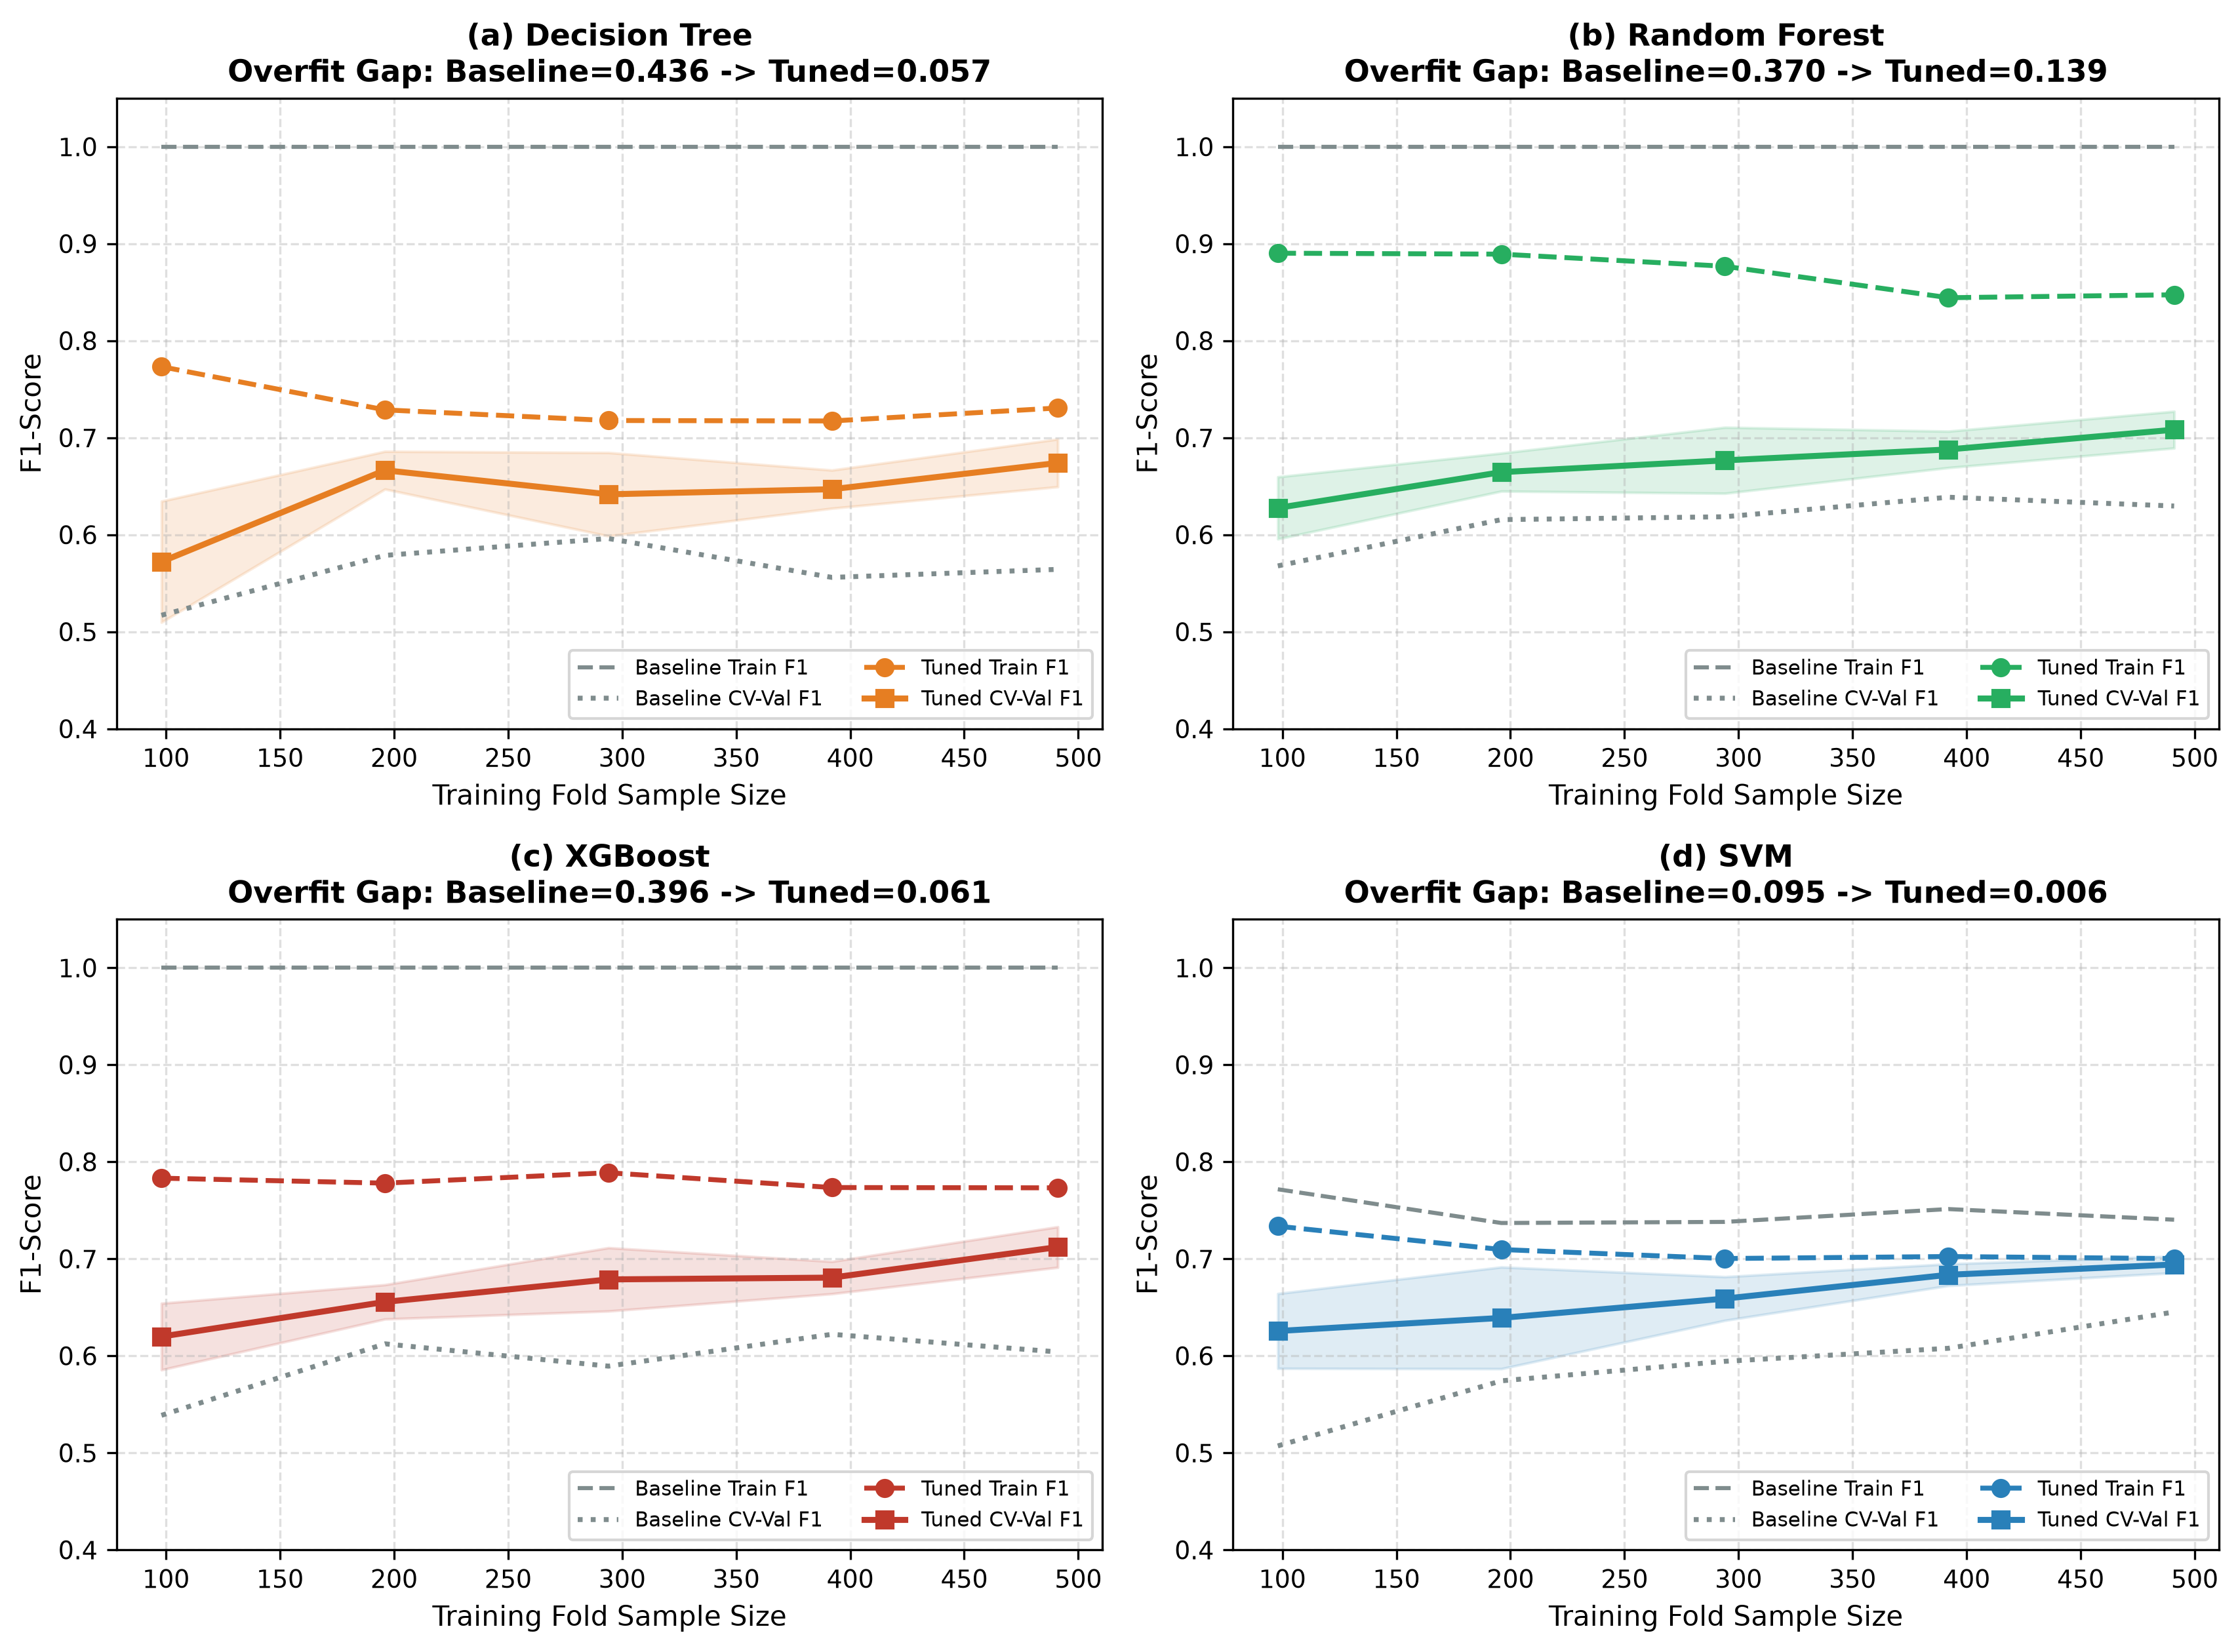 (a) Decision Tree
Overfit Gap: Baseline=0.436 -> Tuned=0.057
F1-Score
1.0
0.9
0.8
0.7
0.6
0.5
0.4
Baseline Train F1
Baseline CV-Val F1
Tuned Train F1
Tuned CV-Val F1
100 150 200 250 300 350 400 450 500
Training Fold Sample Size
(b) Random Forest
Overfit Gap: Baseline=0.370 -> Tuned=0.139
F1-Score
1.0
0.9
0.8
0.7
0.6
0.5
0.4
Baseline Train F1
Baseline CV-Val F1
Tuned Train F1
Tuned CV-Val F1
100 150 200 250 300 350 400 450 500
Training Fold Sample Size
(c) XGBoost
Overfit Gap: Baseline=0.396 -> Tuned=0.061
F1-Score
1.0
0.9
0.8
0.7
0.6
0.5
0.4
Baseline Train F1
Baseline CV-Val F1
Tuned Train F1
Tuned CV-Val F1
100 150 200 250 300 350 400 450 500
Training Fold Sample Size
(d) SVM
Overfit Gap: Baseline=0.095 -> Tuned=0.006
F1-Score
1.0
0.9
0.8
0.7
0.6
0.5
0.4
Baseline Train F1
Baseline CV-Val F1
Tuned Train F1
Tuned CV-Val F1
100 150 200 250 300 350 400 450 500
Training Fold Sample Size